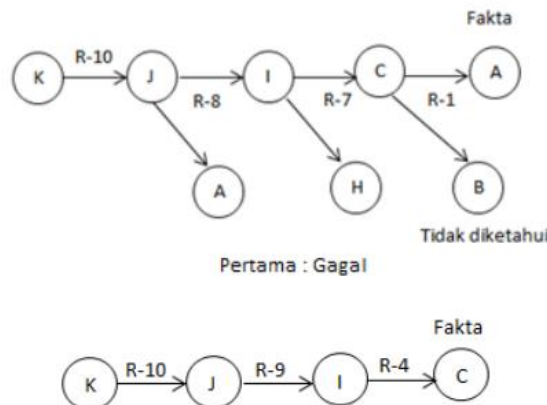 Fakta
R-10
K J I C A
R-8 R-7 R-1
A H B
Tidak diketahui
Pertama : Gagal
Fakta
R-10 R-9 R-4
K J I C